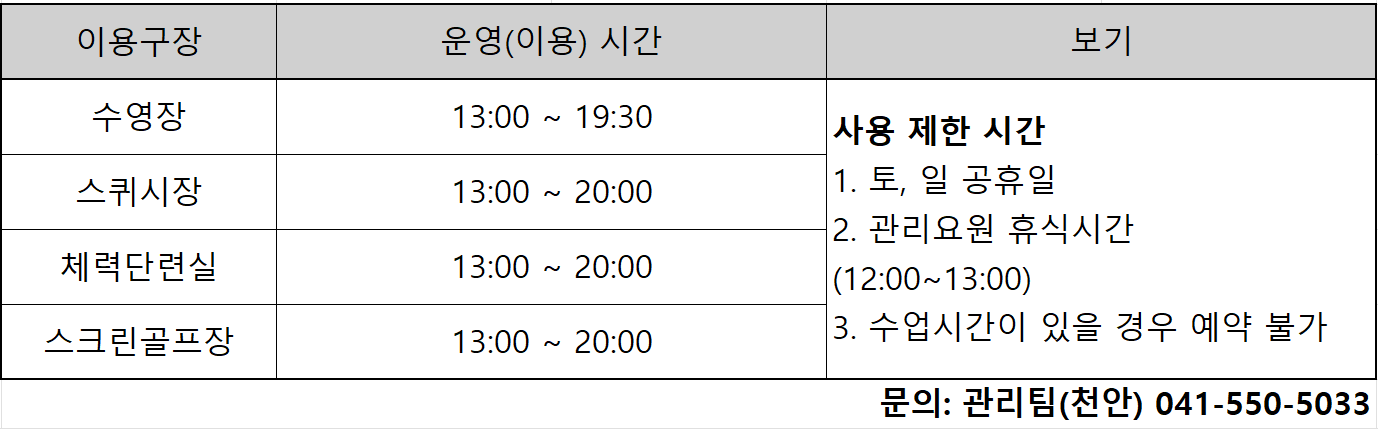 이용구장 운영(이용) 시간 보기
수영장 13:00 ~ 19:30
스퀴시장 13:00 ~ 20:00
체력단련실 13:00 ~ 20:00
스크린골프장 13:00 ~ 20:00
사용 제한 시간
1. 토, 일 공휴일
2. 관리요원 휴식시간
(12:00~13:00)
3. 수업시간이 있을 경우 예약 불가
문의: 관리팀(천안) 041-550-5033